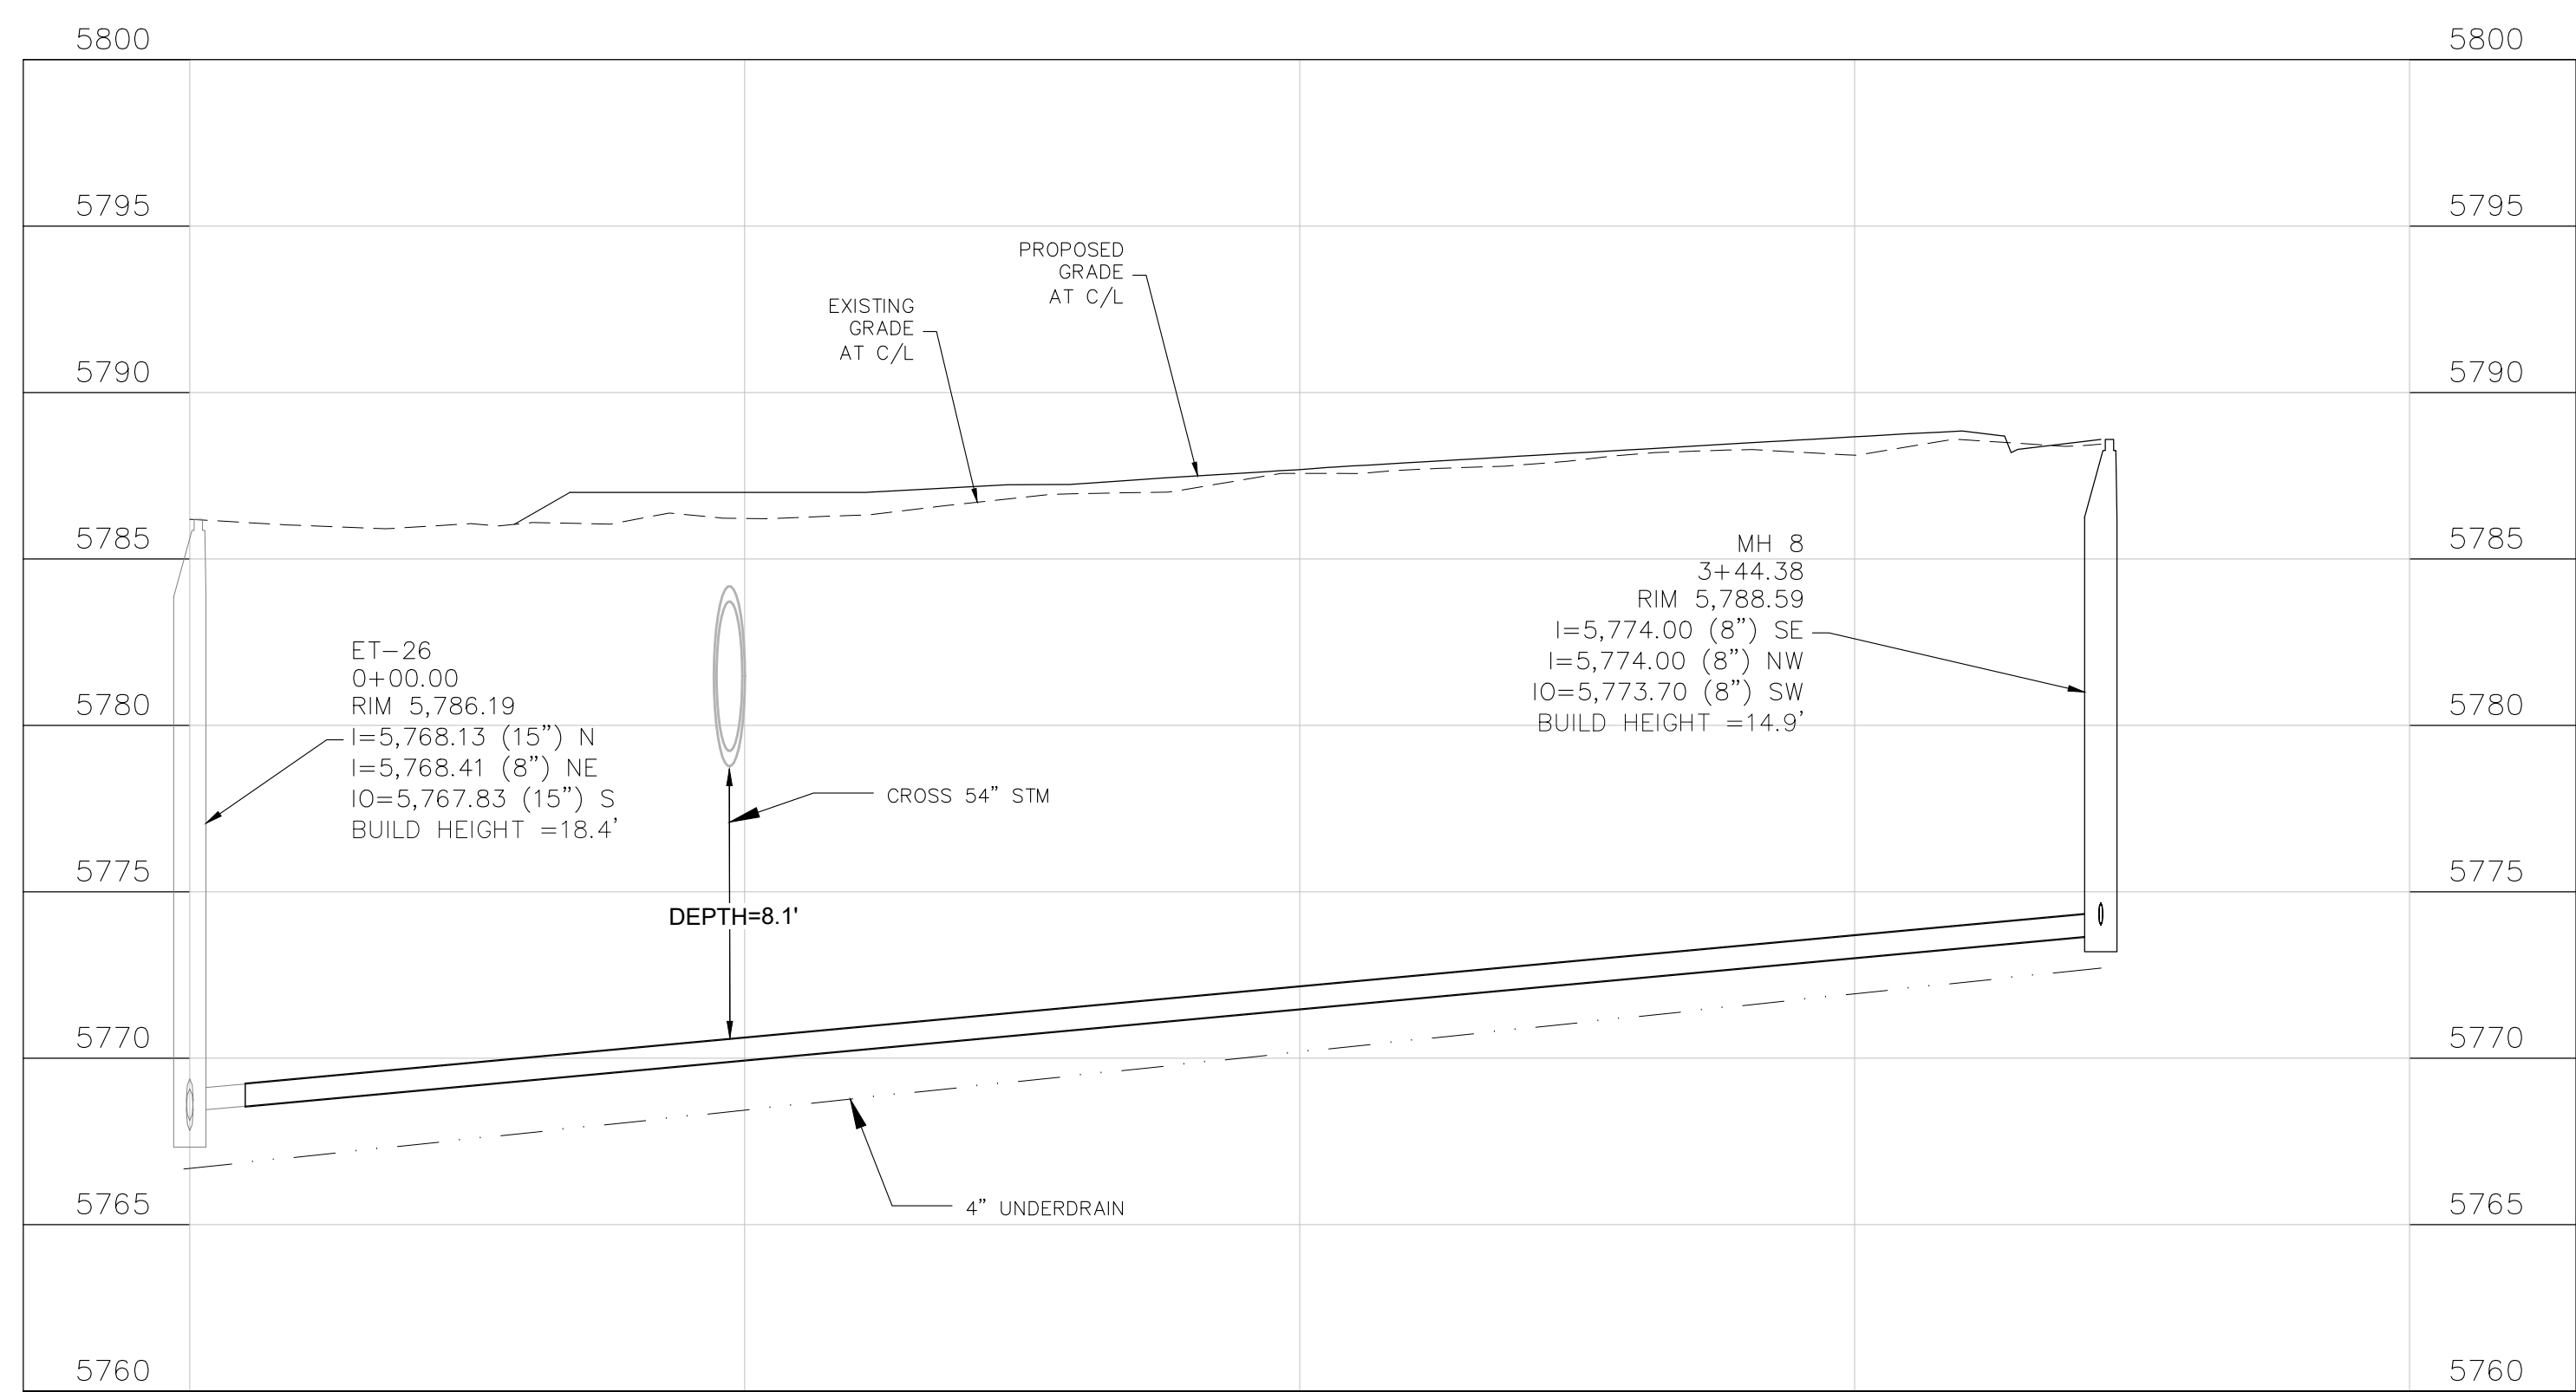 5800
5800
5795
5795
PROPOSED
GRADE
AT C/L
EXISTING
GRADE
AT C/L
5790
5790
5785
5785
MH 8
3+44.38
RIM 5,788.59
I=5,774.00 (8”) SE
I=5,774.00 (8”) NW
IO=5,773.70 (8”) SW
BUILD HEIGHT =14.9'
ET-26
0+00.00
RIM 5,786.19
I=5,768.13 (15”) N
I=5,768.41 (8”) NE
IO=5,767.83 (15”) S
BUILD HEIGHT =18.4'
5780
5780
CROSS 54” STM
5775
5775
DEPTH=8.1'
5770
5770
5765
5765
4” UNDERDRAIN
5760
5760